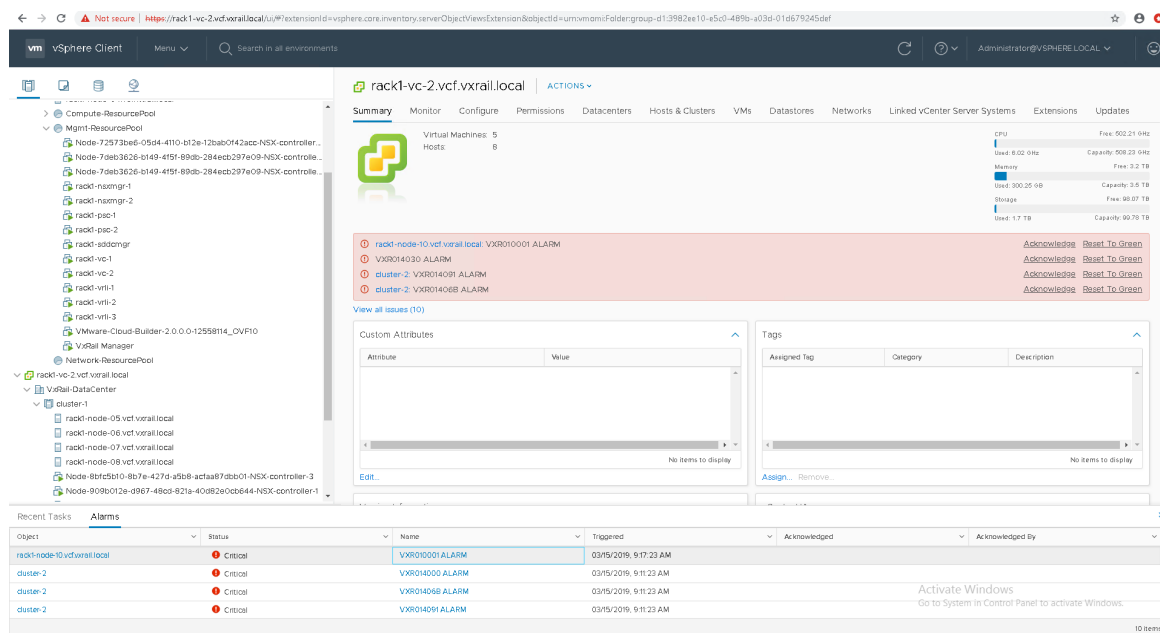 Not secure | https://rack1-vc-2.vcf.vxrail.local/ui/#?extensionId=vsphere.core.inventory.serverObjectViewsExtension&objectId=urn:vmomi:Folder:group-d1:3982ee10-e5c0-489b-a03d-01d679245def
vm vSphere Client Menu Search in all environments Administrator@VSPHERE.LOCAL
rack1-vc-2.vcf.vxrail.local ACTIONS
Summary Monitor Configure Permissions Datacenters Hosts & Clusters VMs Datastores Networks Linked vCenter Server Systems Extensions Updates
Compute-ResourcePool
Mgmt-ResourcePool
Node-72573be6-05d4-4110-b12e-12bab0f42acc-NSX-controller...
Node-7deb3626-b149-4f5f-89db-284ecb297e09-NSX-controlle...
Node-7deb3626-b149-4f5f-89db-284ecb297e09-NSX-controlle...
rack1-nsxmgr-1
rack1-nsxmgr-2
rack1-psc-1
rack1-psc-2
rack1-sddcmgr
rack1-vc-1
rack1-vc-2
rack1-vrli-1
rack1-vrli-2
rack1-vrli-3
VMware-Cloud-Builder-2.0.0.0-12558114_OVF10
VxRail Manager
Network-ResourcePool
rack1-vc-2.vcf.vxrail.local
VxRail-DataCenter
cluster-1
rack1-node-05.vcf.vxrail.local
rack1-node-06.vcf.vxrail.local
rack1-node-07.vcf.vxrail.local
rack1-node-08.vcf.vxrail.local
Node-8bfc5b10-8b7e-427d-a5b8-acfaa87dbb01-NSX-controller-3
Node-909b012e-d967-48cd-821a-40d82e0cb644-NSX-controller-1
Virtual Machines: 5
Hosts: 8
CPU Free: 502.21 GHz
Used: 6.02 GHz Capacity: 508.23 GHz
Memory Free: 3.2 TB
Used: 300.25 GB Capacity: 3.5 TB
Storage Free: 98.07 TB
Used: 1.7 TB Capacity: 99.78 TB
rack1-node-10.vcf.vxrail.local: VXR010001 ALARM Acknowledge Reset To Green
VXR014030 ALARM Acknowledge Reset To Green
cluster-2: VXR014091 ALARM Acknowledge Reset To Green
cluster-2: VXR01406B ALARM Acknowledge Reset To Green
View all issues (10)
Custom Attributes
Attribute Value
No items to display
Edit...
Tags
Assigned Tag Category Description
No items to display
Assign... Remove...
Recent Tasks Alarms
Object Status Name Triggered Acknowledged Acknowledged By
rack1-node-10.vcf.vxrail.local Critical VXR010001 ALARM 03/15/2019, 9:17:23 AM
cluster-2 Critical VXR014000 ALARM 03/15/2019, 9:11:23 AM
cluster-2 Critical VXR01406B ALARM 03/15/2019, 9:11:23 AM
cluster-2 Critical VXR014091 ALARM 03/15/2019, 9:11:23 AM
Activate Windows
Go to System in Control Panel to activate Windows.
10 items